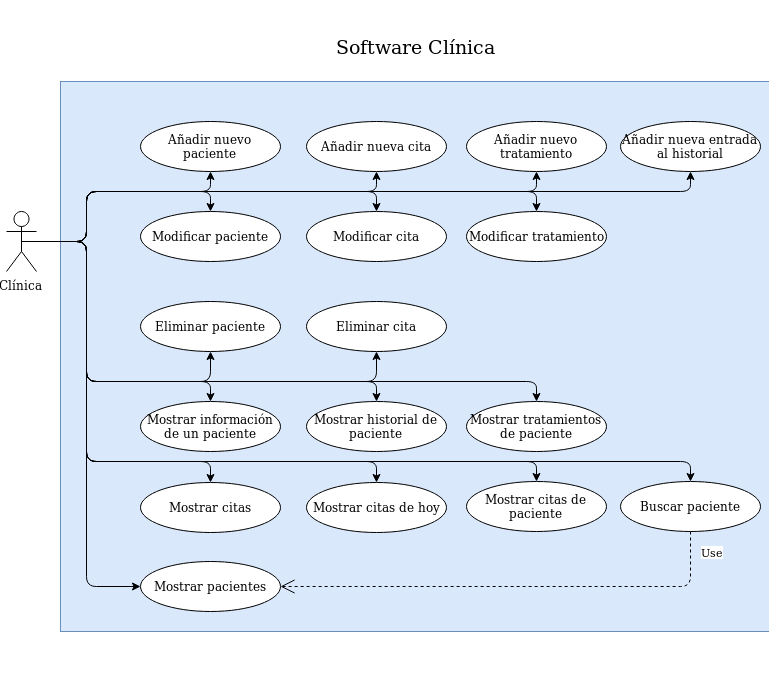 Software Clínica
Añadir nuevo
paciente
Añadir nueva cita
Añadir nuevo
tratamiento
Añadir nueva entrada
al historial
Modificar paciente
Modificar cita
Modificar tratamiento
Clínica
Eliminar paciente
Eliminar cita
Mostrar información
de un paciente
Mostrar historial de
paciente
Mostrar tratamientos
de paciente
Mostrar citas
Mostrar citas de hoy
Mostrar citas de
paciente
Buscar paciente
Use
Mostrar pacientes